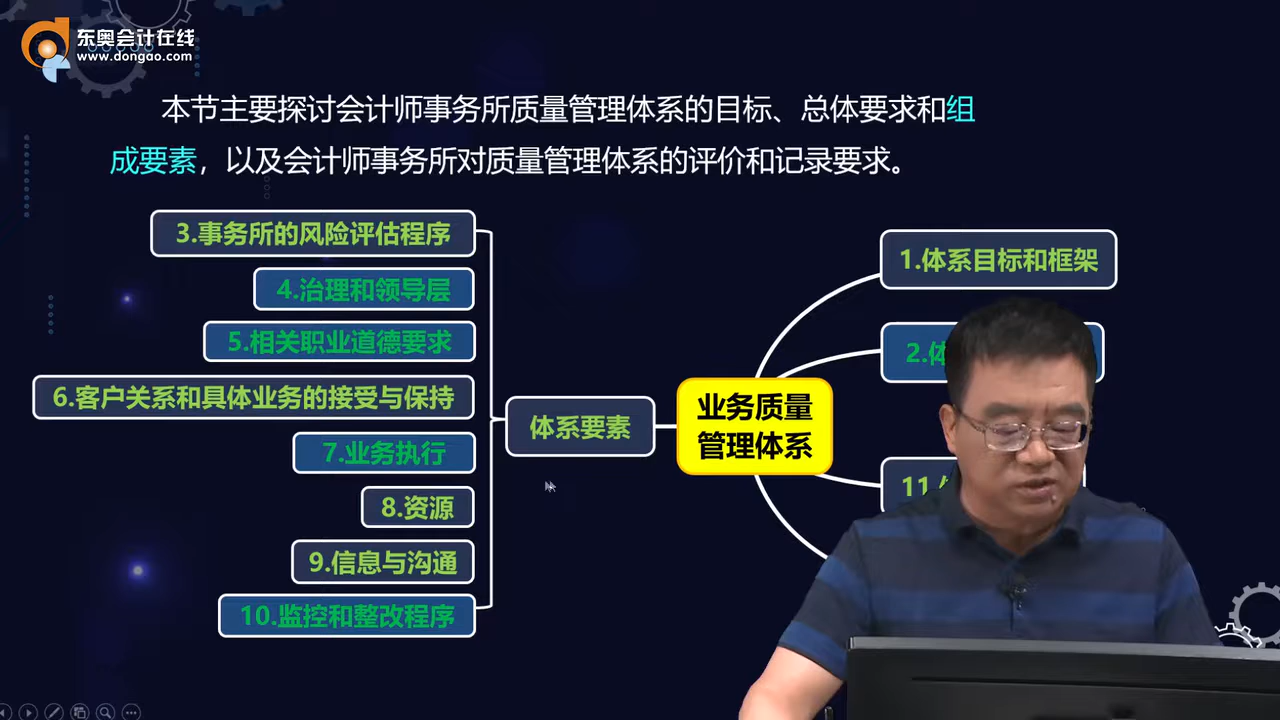 东奥会计在线
www.dongao.com
本节主要探讨会计师事务所质量管理体系的目标、总体要求和组
成要素，以及会计师事务所对质量管理体系的评价和记录要求。
3.事务所的风险评估程序
4.治理和领导层
5.相关职业道德要求
6.客户关系和具体业务的接受与保持
7.业务执行
8.资源
9.信息与沟通
10.监控和整改程序
体系要素
业务质量
管理体系
1.体系目标和框架
2.体
11.